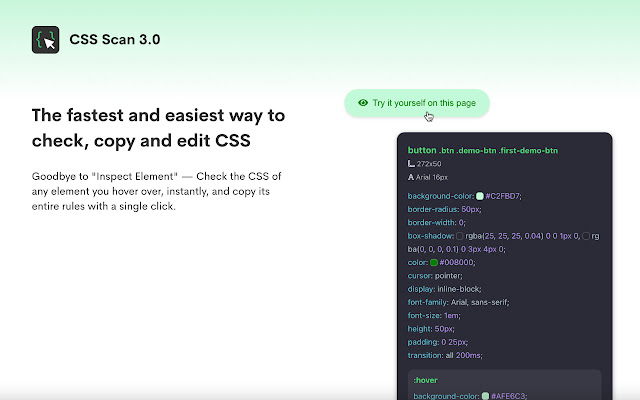 { }
CSS Scan 3.0
The fastest and easiest way to
check, copy and edit CSS
Goodbye to "Inspect Element" — Check the CSS of
any element you hover over, instantly, and copy its
entire rules with a single click.
Try it yourself on this page
button .btn .demo-btn .first-demo-btn
272x50
A Arial 16px
background-color: #C2FBD7;
border-radius: 50px;
border-width: 0;
box-shadow: rgba(25, 25, 25, 0.04) 0 0 1px 0, rg
ba(0, 0, 0, 0.1) 0 3px 4px 0;
color: #008000;
cursor: pointer;
display: inline-block;
font-family: Arial, sans-serif;
font-size: 1em;
height: 50px;
padding: 0 25px;
transition: all 200ms;
:hover
background-color: #AFE6C3;